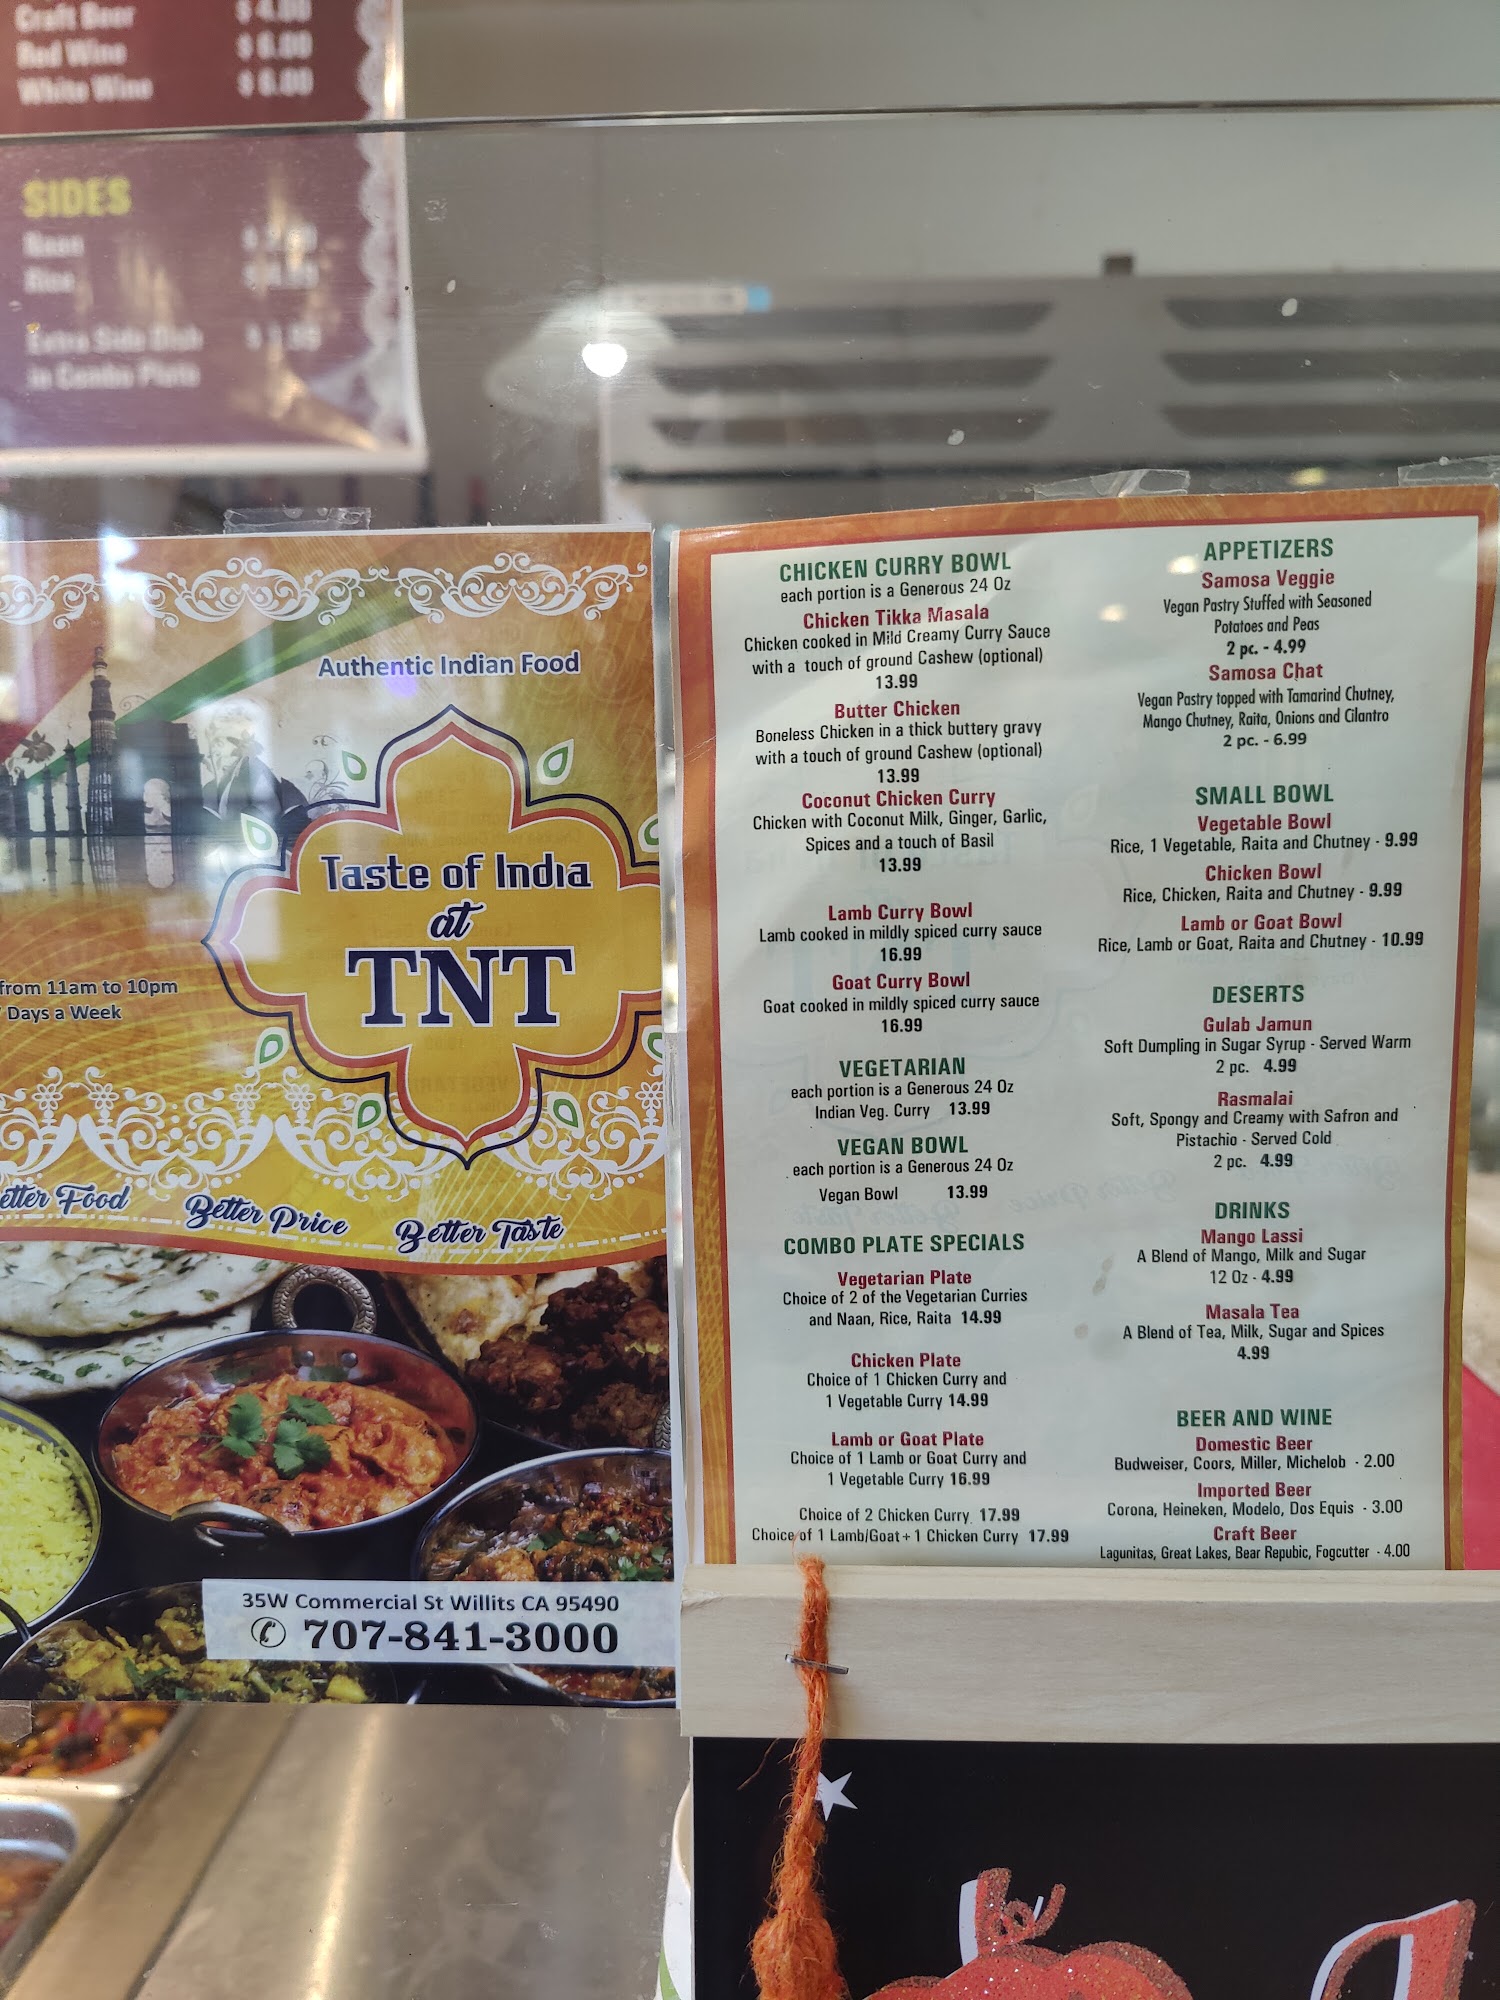 Craft Beer $ 4.00
Red Wine $ 6.00
White Wine $ 6.00
SIDES
Naan
Rice
Extra Side Dish
in Combo Plate
Authentic Indian Food
Taste of India
at
TNT
from 11am to 10pm
Days a Week
Better Price
Better Taste
Food
35W Commercial St Willits CA 95490
707-841-3000
CHICKEN CURRY BOWL
each portion is a Generous 24 Oz
Chicken Tikka Masala
Chicken cooked in Mild Creamy Curry Sauce
with a touch of ground Cashew (optional)
13.99
Butter Chicken
Boneless Chicken in a thick buttery gravy
with a touch of ground Cashew (optional)
13.99
Coconut Chicken Curry
Chicken with Coconut Milk, Ginger, Garlic,
Spices and a touch of Basil
13.99
Lamb Curry Bowl
Lamb cooked in mildly spiced curry sauce
16.99
Goat Curry Bowl
Goat cooked in mildly spiced curry sauce
16.99
VEGETARIAN
each portion is a Generous 24 Oz
Indian Veg. Curry 13.99
VEGAN BOWL
each portion is a Generous 24 Oz
Vegan Bowl 13.99
COMBO PLATE SPECIALS
Vegetarian Plate
Choice of 2 of the Vegetarian Curries
and Naan, Rice, Raita 14.99
Chicken Plate
Choice of 1 Chicken Curry and
1 Vegetable Curry 14.99
Lamb or Goat Plate
Choice of 1 Lamb or Goat Curry and
1 Vegetable Curry 16.99
Choice of 2 Chicken Curry 17.99
Choice of 1 Lamb/Goat + 1 Chicken Curry 17.99
APPETIZERS
Samosa Veggie
Vegan Pastry Stuffed with Seasoned
Potatoes and Peas
2 pc. - 4.99
Samosa Chat
Vegan Pastry topped with Tamarind Chutney,
Mango Chutney, Raita, Onions and Cilantro
2 pc. - 6.99
SMALL BOWL
Vegetable Bowl
Rice, 1 Vegetable, Raita and Chutney - 9.99
Chicken Bowl
Rice, Chicken, Raita and Chutney - 9.99
Lamb or Goat Bowl
Rice, Lamb or Goat, Raita and Chutney - 10.99
DESERTS
Gulab Jamun
Soft Dumpling in Sugar Syrup - Served Warm
2 pc. 4.99
Rasmalai
Soft, Spongy and Creamy with Safron and
Pistachio - Served Cold
2 pc. 4.99
DRINKS
Mango Lassi
A Blend of Mango, Milk and Sugar
12 Oz - 4.99
Masala Tea
A Blend of Tea, Milk, Sugar and Spices
4.99
BEER AND WINE
Domestic Beer
Budweiser, Coors, Miller, Michelob - 2.00
Imported Beer
Corona, Heineken, Modelo, Dos Equis - 3.00
Craft Beer
Lagunitas, Great Lakes, Bear Repubic, Fogcutter - 4.00